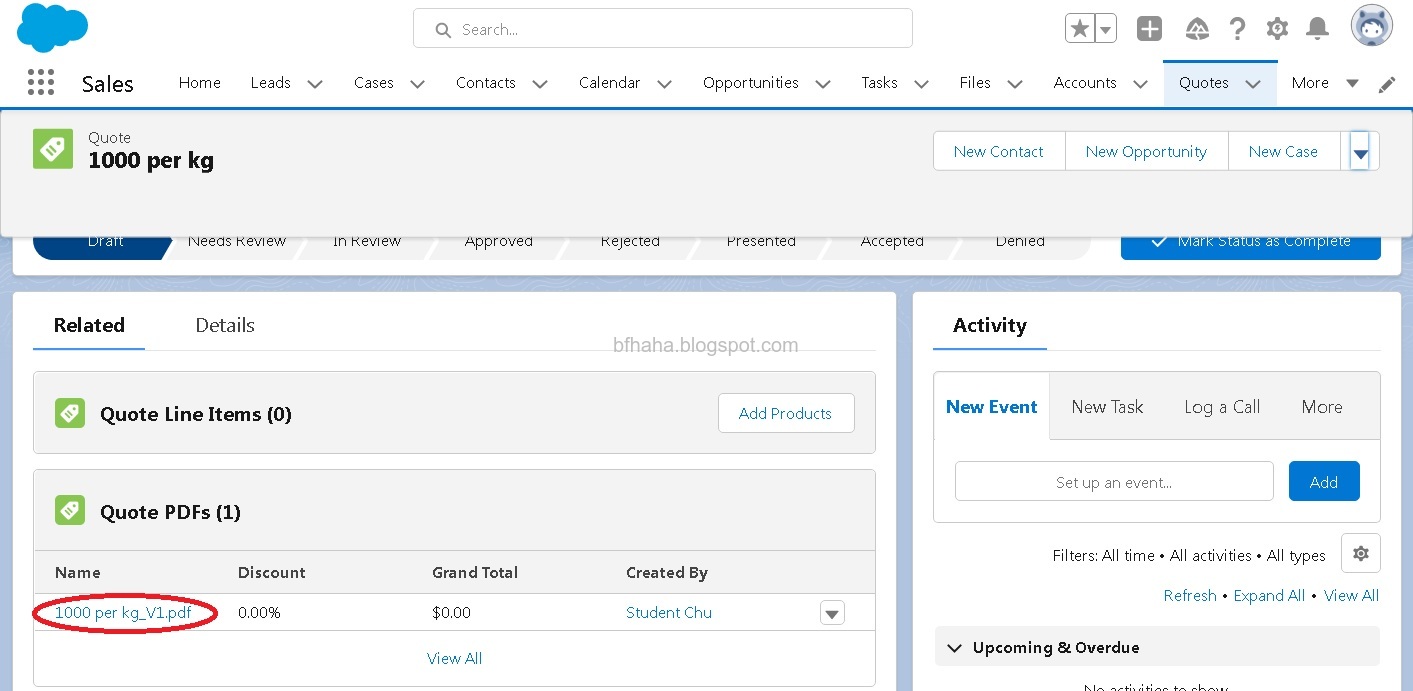 Search...
Sales Home Leads Cases Contacts Calendar Opportunities Tasks Files Accounts Quotes More
Quote
1000 per kg
New Contact New Opportunity New Case
Draft Needs Review In Review Approved Rejected Presented Accepted Denied Mark Status as Complete
Related Details
bfhaha.blogspot.com
Quote Line Items (0)
Add Products
Quote PDFs (1)
Name Discount Grand Total Created By
1000 per kg_V1.pdf 0.00% $0.00 Student Chu
View All
Activity
New Event New Task Log a Call More
Set up an event... Add
Filters: All time • All activities • All types
Refresh • Expand All • View All
Upcoming & Overdue
No activities to show.